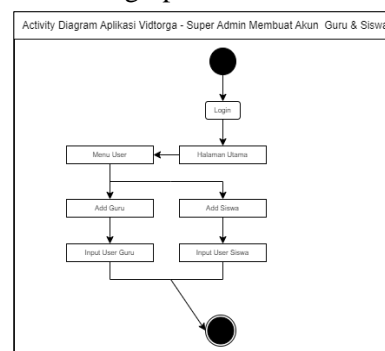 Activity Diagram Aplikasi Vidtorga - Super Admin Membuat Akun Guru & Siswa
Login
Menu User
Halaman Utama
Add Guru
Add Siswa
Input User Guru
Input User Siswa